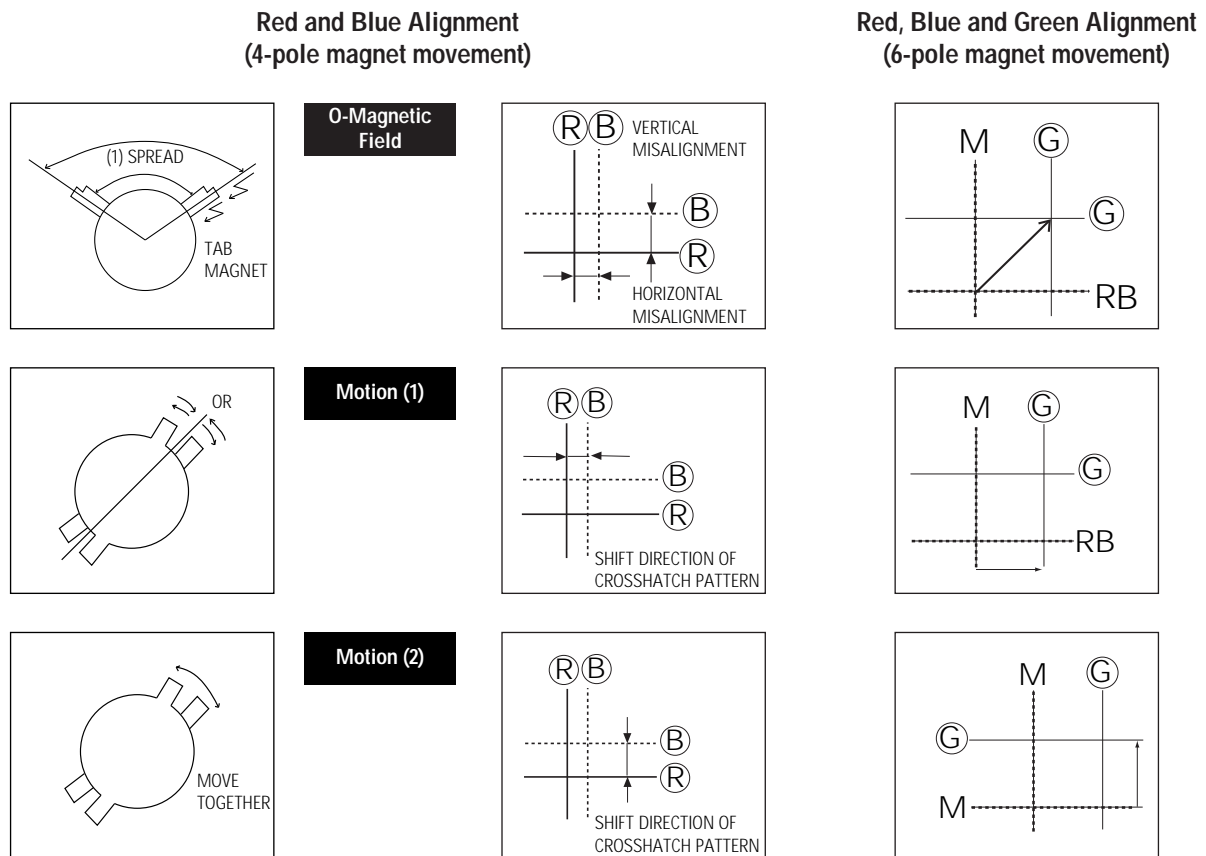 Red and Blue Alignment
(4-pole magnet movement)
Red, Blue and Green Alignment
(6-pole magnet movement)
(1) SPREAD
TAB
MAGNET
O-Magnetic
Field
R B
VERTICAL
MISALIGNMENT
B
R
HORIZONTAL
MISALIGNMENT
M G
G
RB
OR
Motion (1)
R B
B
R
SHIFT DIRECTION OF
CROSSHATCH PATTERN
M G
G
RB
MOVE
TOGETHER
Motion (2)
R B
B
R
SHIFT DIRECTION OF
CROSSHATCH PATTERN
M G
G
M